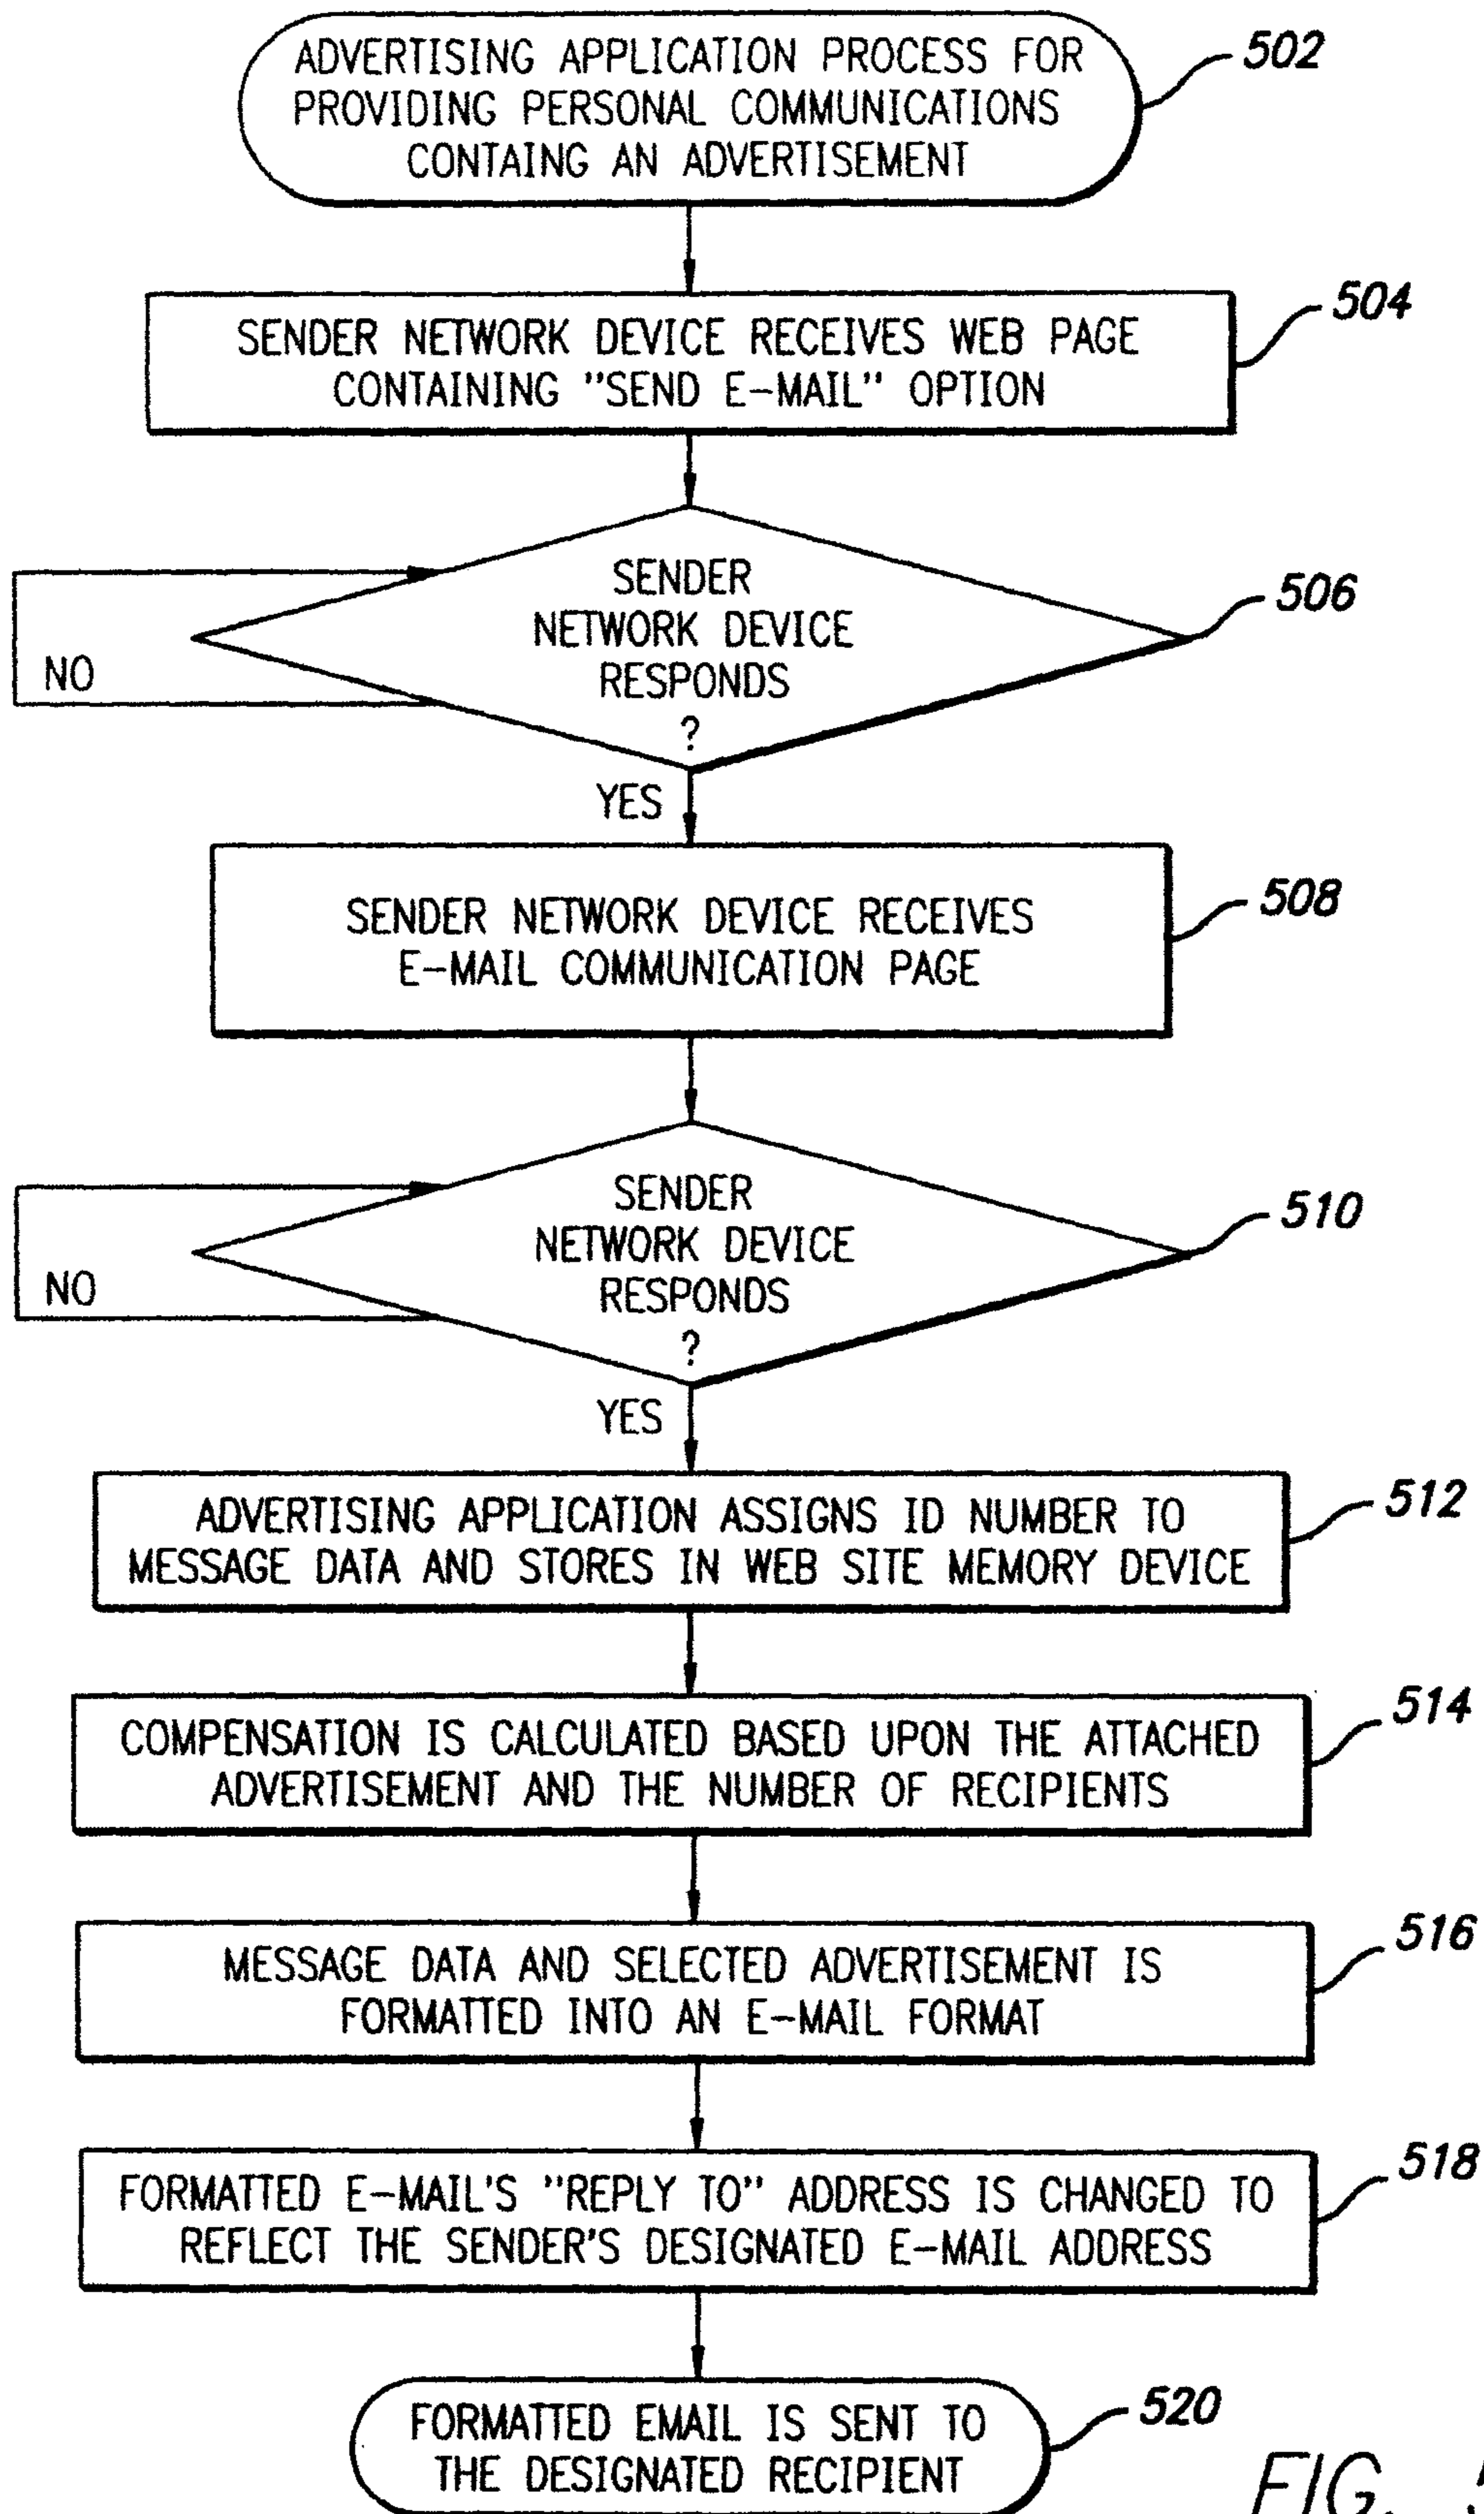 ADVERTISING APPLICATION PROCESS FOR
PROVIDING PERSONAL COMMUNICATIONS
CONTAING AN ADVERTISEMENT
502
SENDER NETWORK DEVICE RECEIVES WEB PAGE
CONTAINING "SEND E-MAIL" OPTION
504
SENDER
NETWORK DEVICE
RESPONDS
?
506
NO
YES
SENDER NETWORK DEVICE RECEIVES
E-MAIL COMMUNICATION PAGE
508
SENDER
NETWORK DEVICE
RESPONDS
?
510
NO
YES
ADVERTISING APPLICATION ASSIGNS ID NUMBER TO
MESSAGE DATA AND STORES IN WEB SITE MEMORY DEVICE
512
COMPENSATION IS CALCULATED BASED UPON THE ATTACHED
ADVERTISEMENT AND THE NUMBER OF RECIPIENTS
514
MESSAGE DATA AND SELECTED ADVERTISEMENT IS
FORMATTED INTO AN E-MAIL FORMAT
516
FORMATTED E-MAIL'S "REPLY TO" ADDRESS IS CHANGED TO
REFLECT THE SENDER'S DESIGNATED E-MAIL ADDRESS
518
FORMATTED EMAIL IS SENT TO
THE DESIGNATED RECIPIENT
520
FIG.